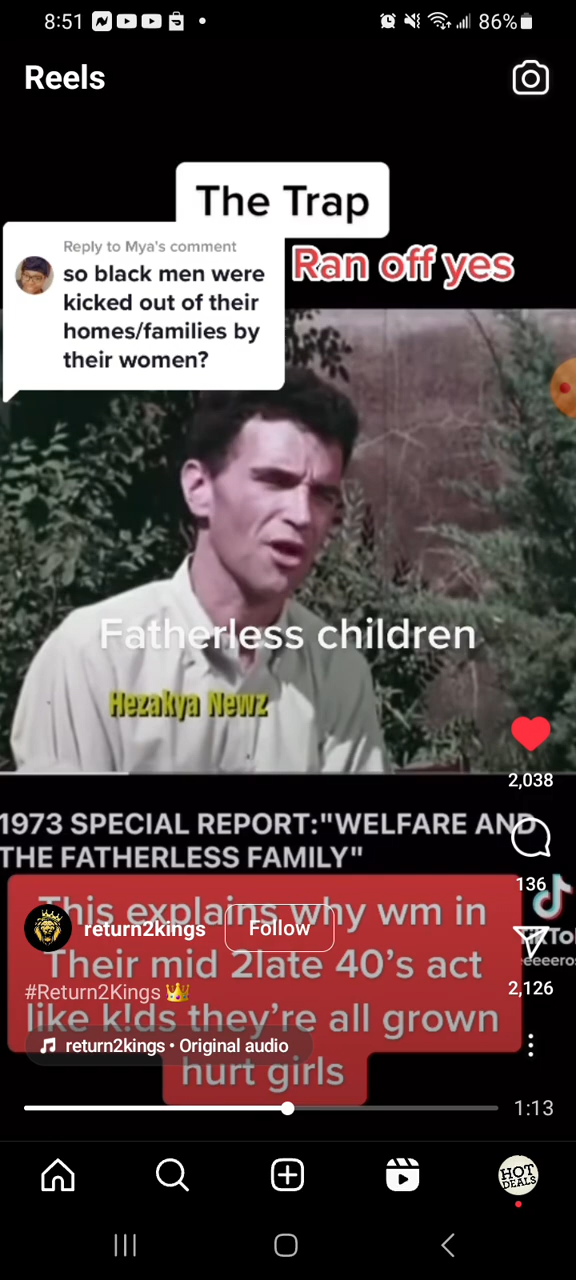 8:51
86%
Reels
The Trap
Reply to Mya's comment
so black men were
kicked out of their
homes/families by
their women?
Ran off yes
Fatherless children
Hezakya Newz
2,038
1973 SPECIAL REPORT:"WELFARE AND
THE FATHERLESS FAMILY"
136
This explains why wm in
return2kings
Follow
Their mid 2late 40's act
2,126
#Return2Kings 👑
like k!ds they're all grown
return2kings • Original audio
hurt girls
1:13
HOT
DEALS